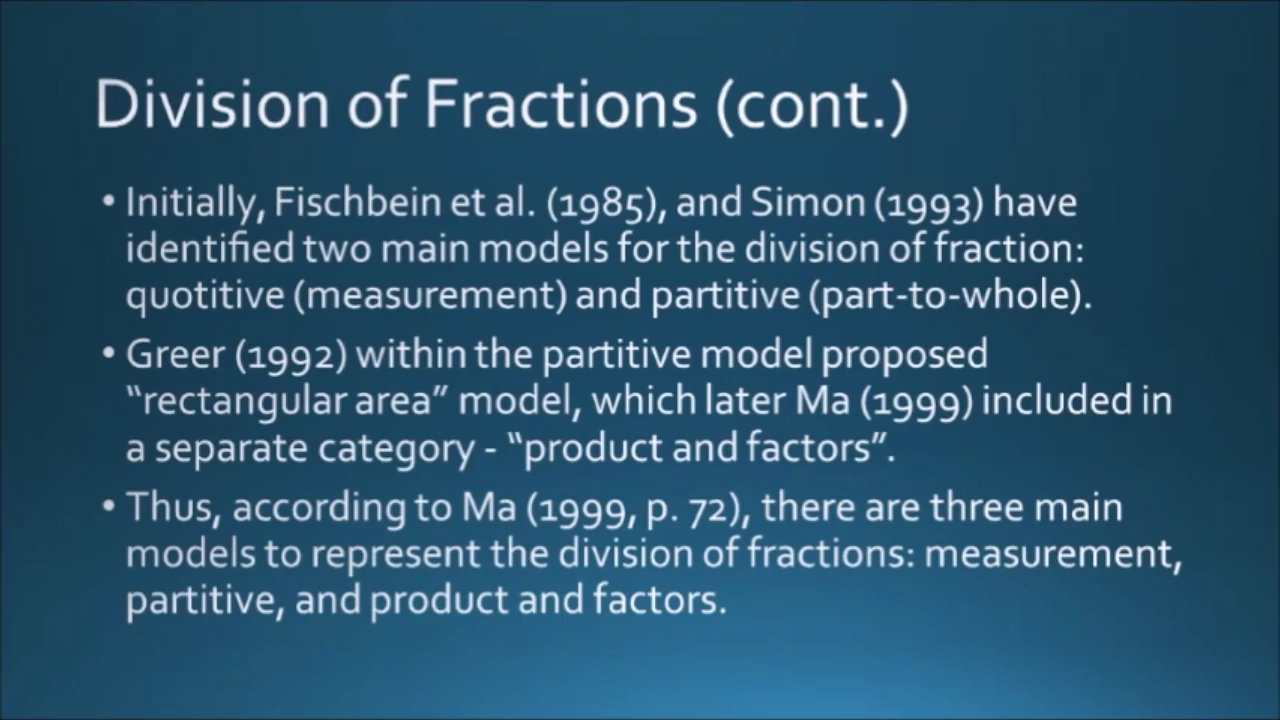 Division of Fractions (cont.)
• Initially, Fischbein et al. (1985), and Simon (1993) have
identified two main models for the division of fraction:
quotitive (measurement) and partitive (part-to-whole).
• Greer (1992) within the partitive model proposed
“rectangular area” model, which later Ma (1999) included in
a separate category - “product and factors”.
• Thus, according to Ma (1999, p. 72), there are three main
models to represent the division of fractions: measurement,
partitive, and product and factors.